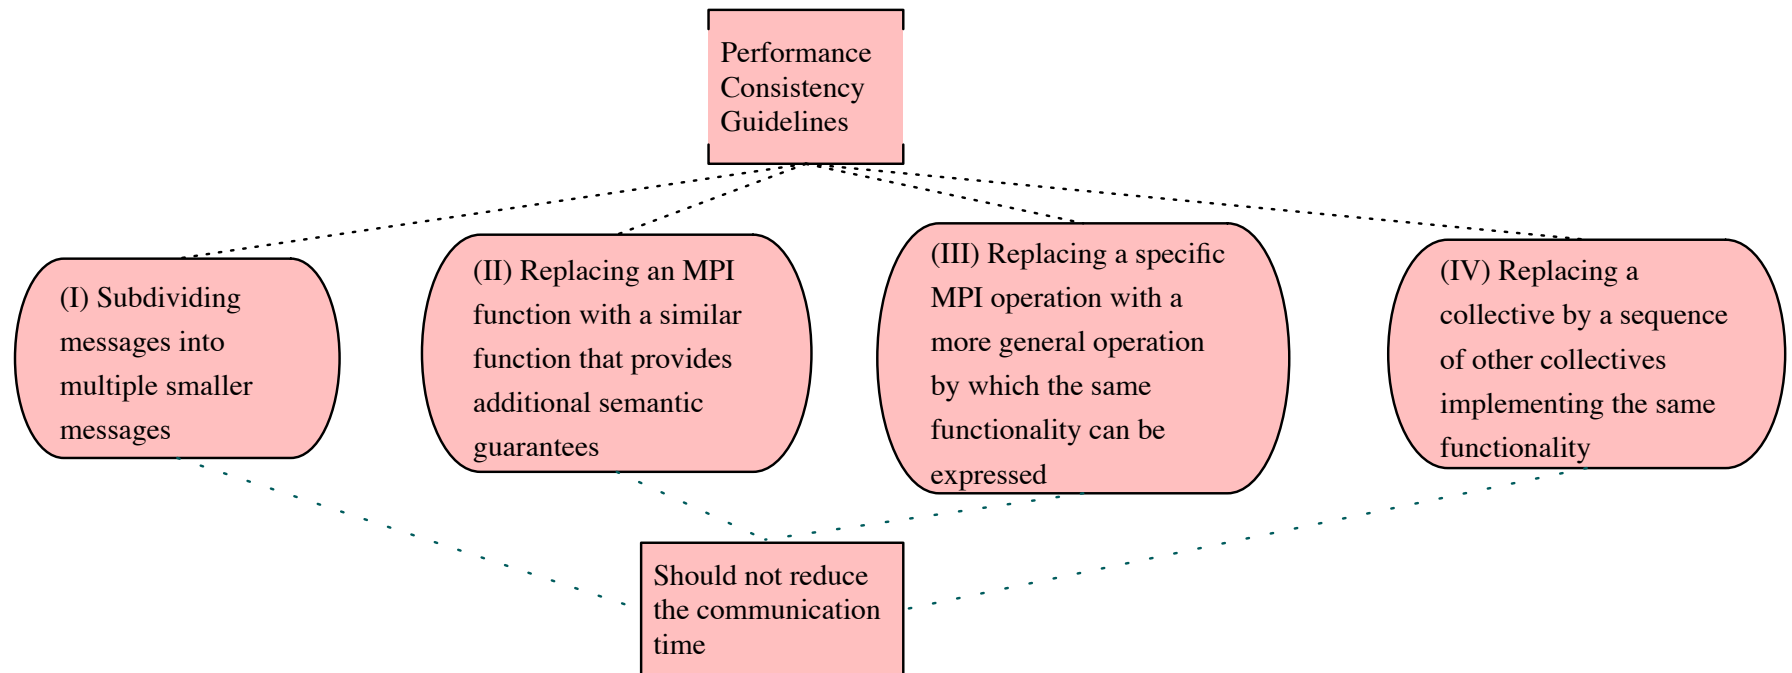 Performance
Consistency
Guidelines
(I) Subdividing
messages into
multiple smaller
messages
(II) Replacing an MPI
function with a similar
function that provides
additional semantic
guarantees
(III) Replacing a specific
MPI operation with a
more general operation
by which the same
functionality can be
expressed
(IV) Replacing a
collective by a sequence
of other collectives
implementing the same
functionality
Should not reduce
the communication
time